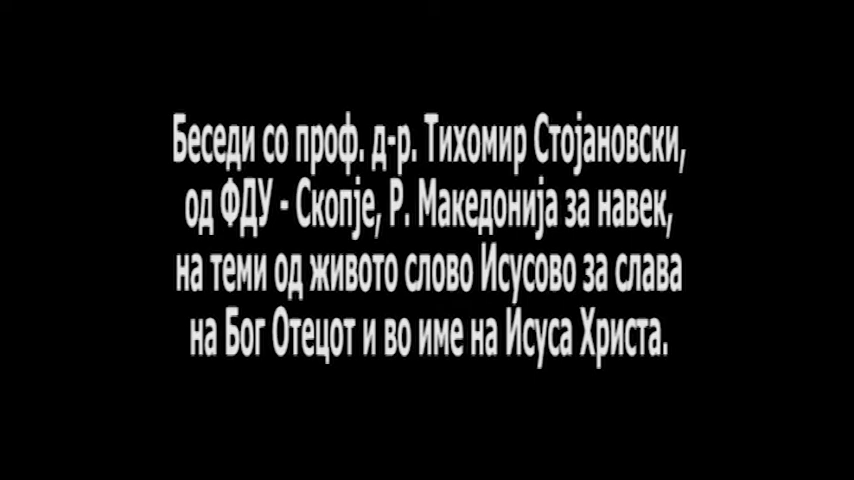 Беседи со проф. д-р. Тихомир Стојановски,
од ФДУ - Скопје, Р. Македонија за навек,
на теми од живото слово Исусово за слава
на Бог Отецот и во име на Исуса Христа.